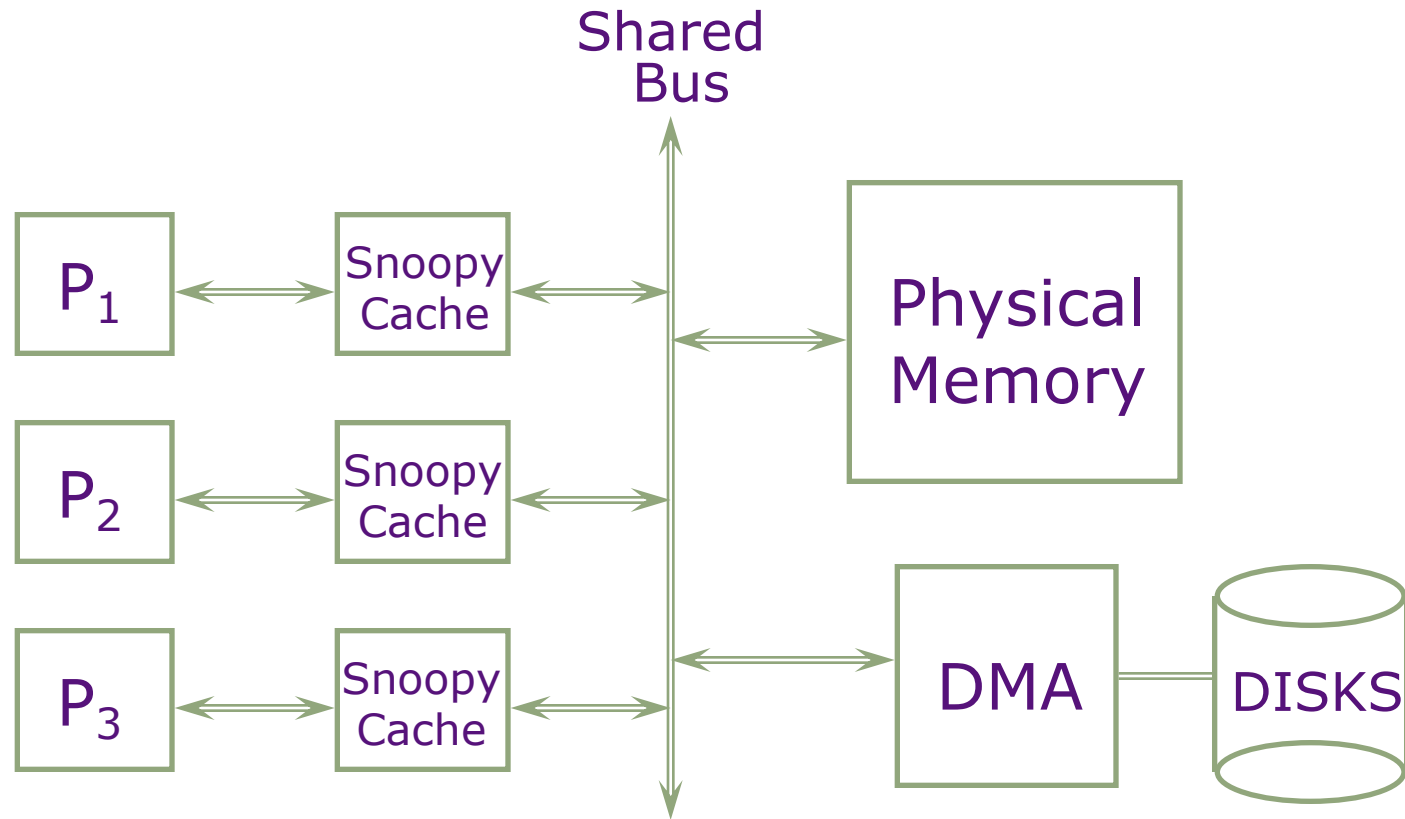 Shared
Bus
P₁
Snoopy
Cache
Physical
Memory
P₂
Snoopy
Cache
P₃
Snoopy
Cache
DMA
DISKS